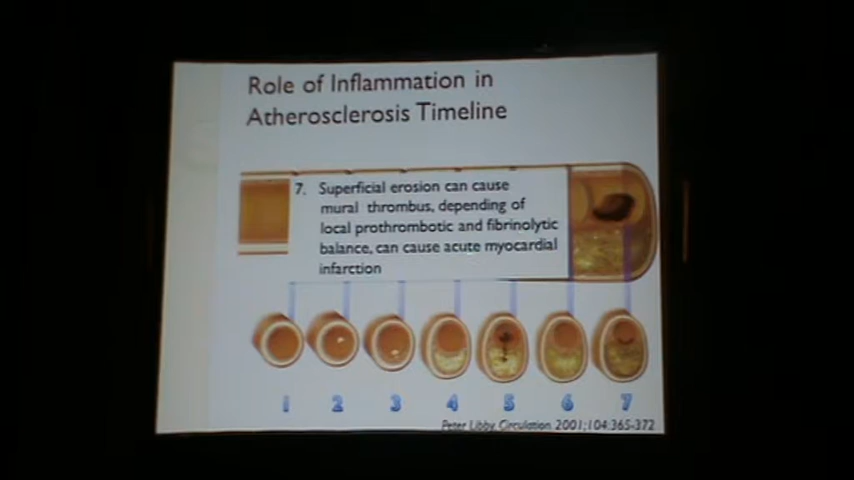 Role of Inflammation in
Atherosclerosis Timeline
7. Superficial erosion can cause
mural thrombus, depending of
local prothrombotic and fibrinolytic
balance, can cause acute myocardial
infarction
1 2 3 4 5 6 7
Peter Libby. Circulation 2001;104:365-372